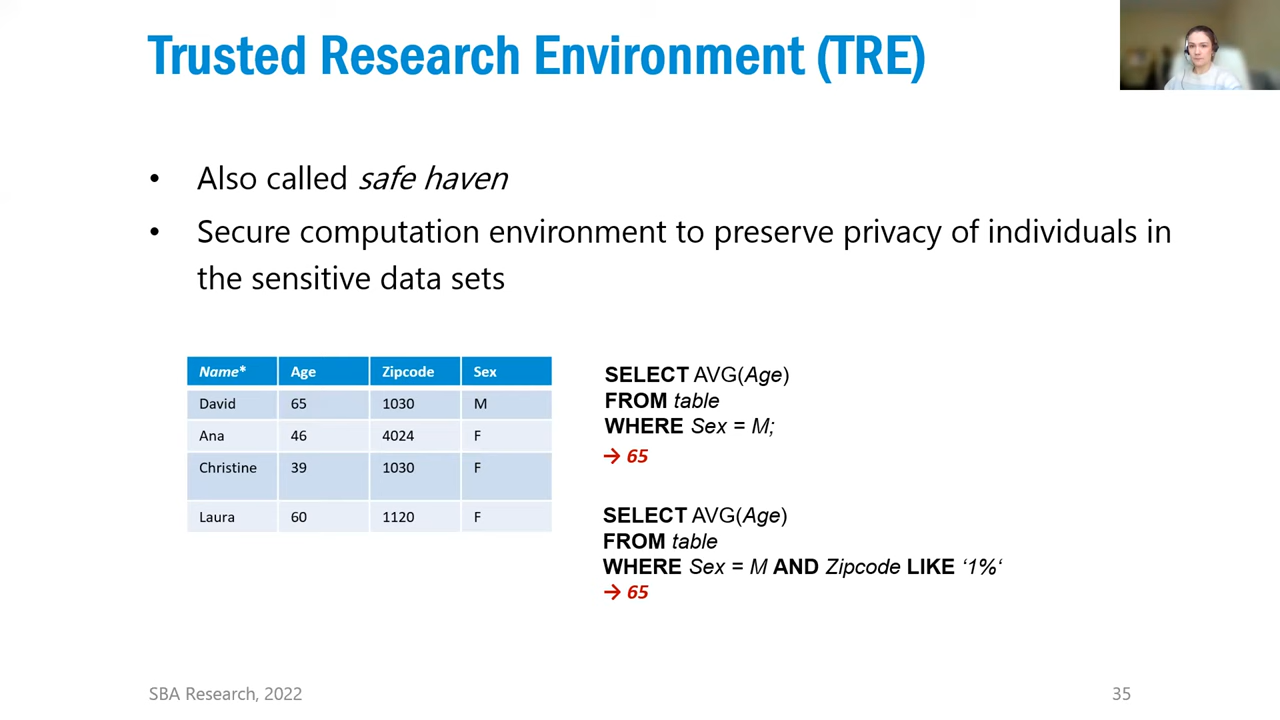 Trusted Research Environment (TRE)
• Also called safe haven
• Secure computation environment to preserve privacy of individuals in
the sensitive data sets
Name* Age Zipcode Sex
David 65 1030 M
Ana 46 4024 F
Christine 39 1030 F
Laura 60 1120 F
SELECT AVG(Age)
FROM table
WHERE Sex = M;
→ 65
SELECT AVG(Age)
FROM table
WHERE Sex = M AND Zipcode LIKE ‘1%‘
→ 65
SBA Research, 2022
35